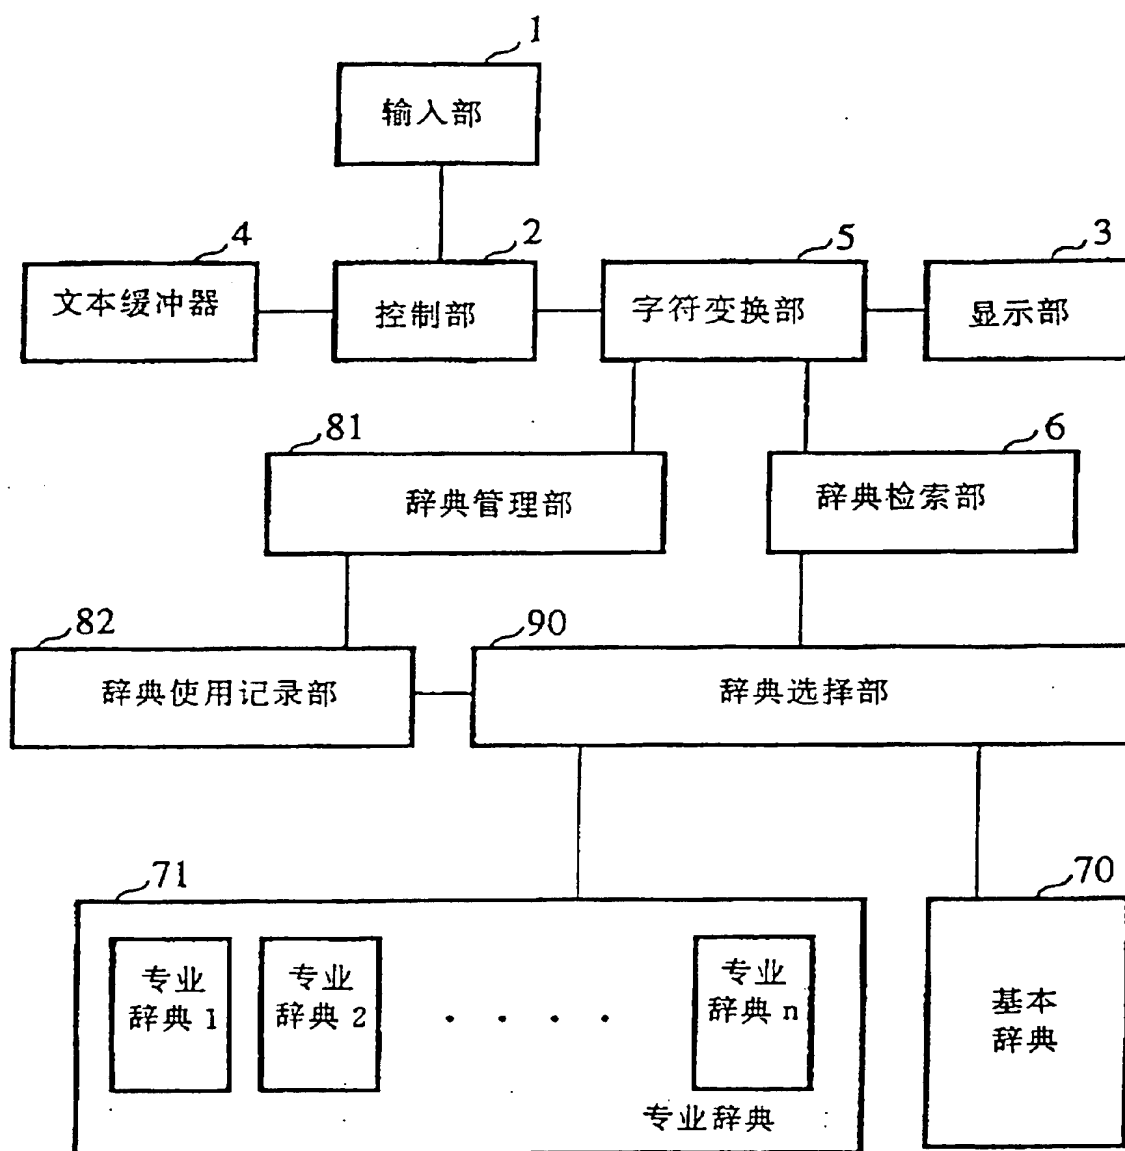 1
输入部
4
2
5
3
文本缓冲器
控制部
字符变换部
显示部
81
6
辞典管理部
辞典检索部
82
90
辞典使用记录部
辞典选择部
71
70
专业
辞典1
专业
辞典2
· · · ·
专业
辞典n
专业辞典
基本
辞典